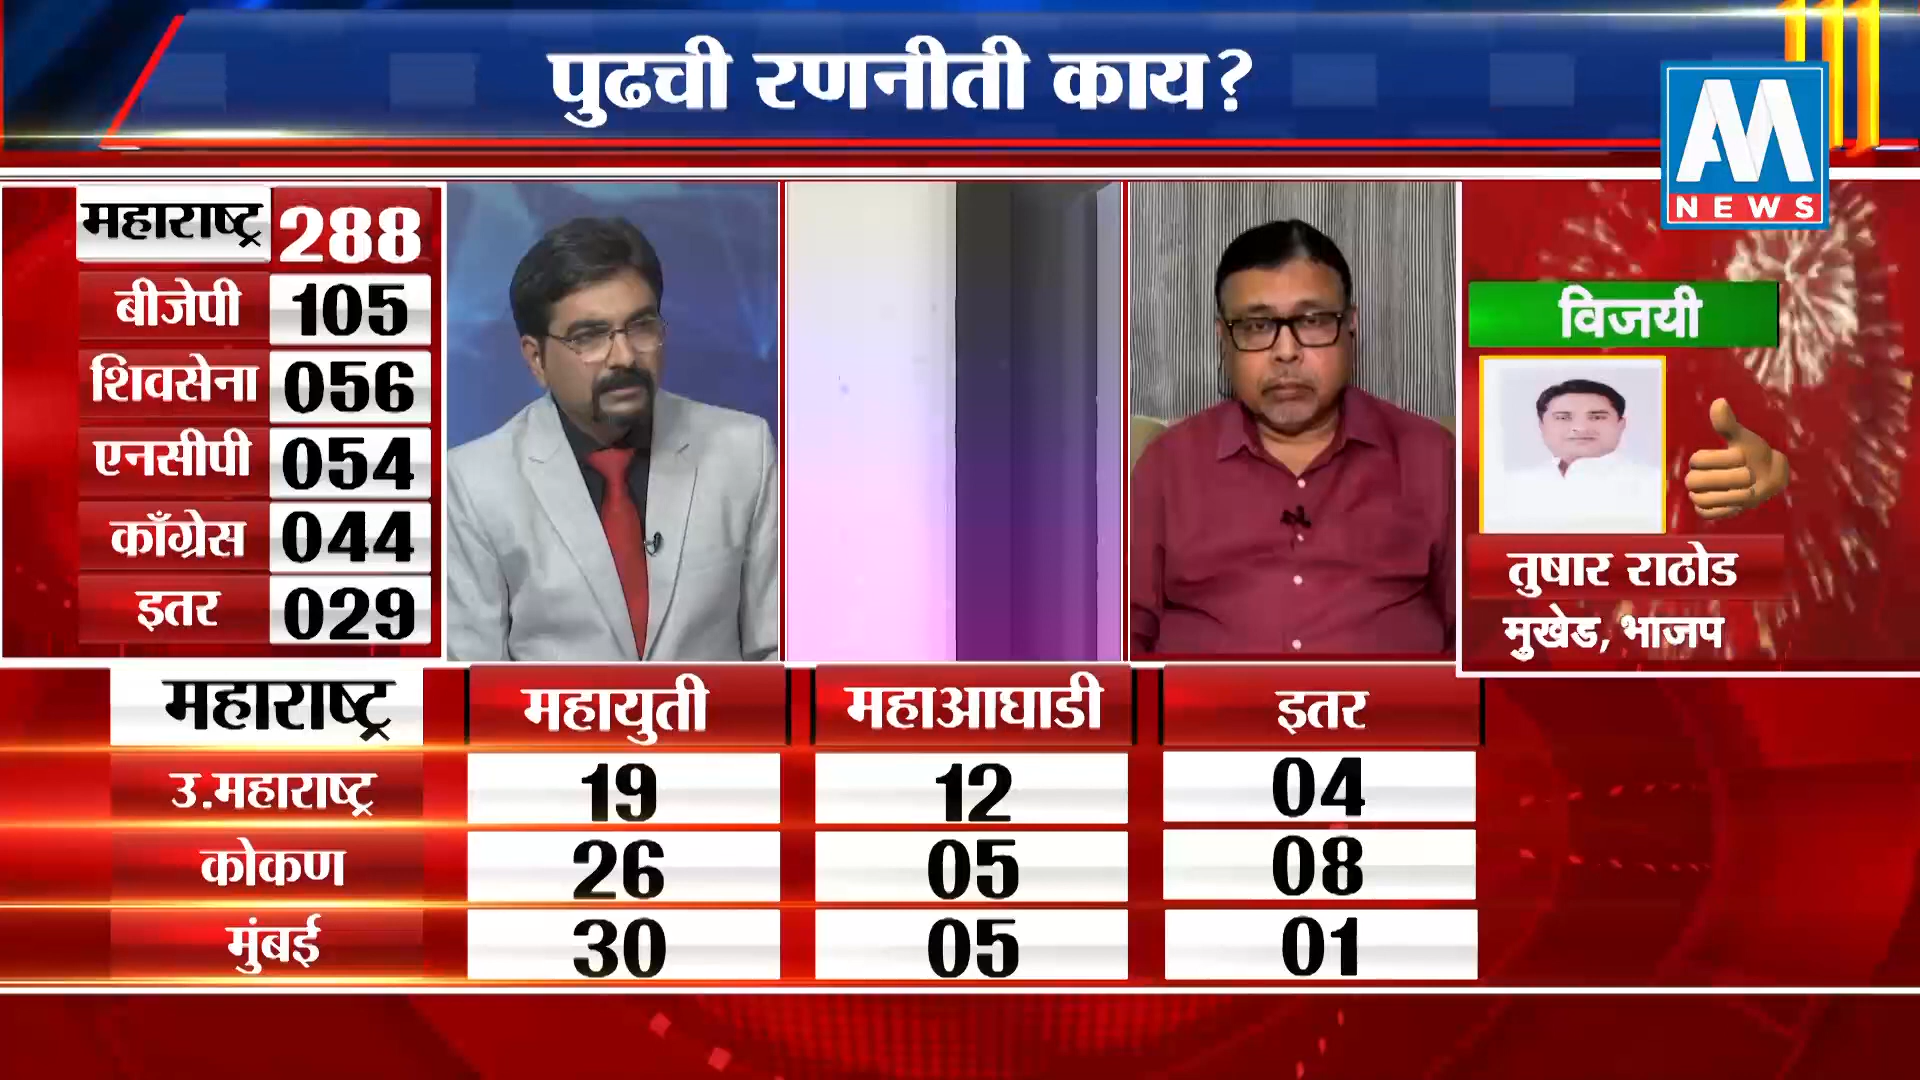 पुढची रणनीती काय?
AM
NEWS
महाराष्ट्र 288
बीजेपी 105
शिवसेना 056
एनसीपी 054
काँग्रेस 044
इतर 029
विजयी
तुषार राठोड
मुखेड, भाजप
महाराष्ट्र महायुती महाआघाडी इतर
उ.महाराष्ट्र 19 12 04
कोकण 26 05 08
मुंबई 30 05 01